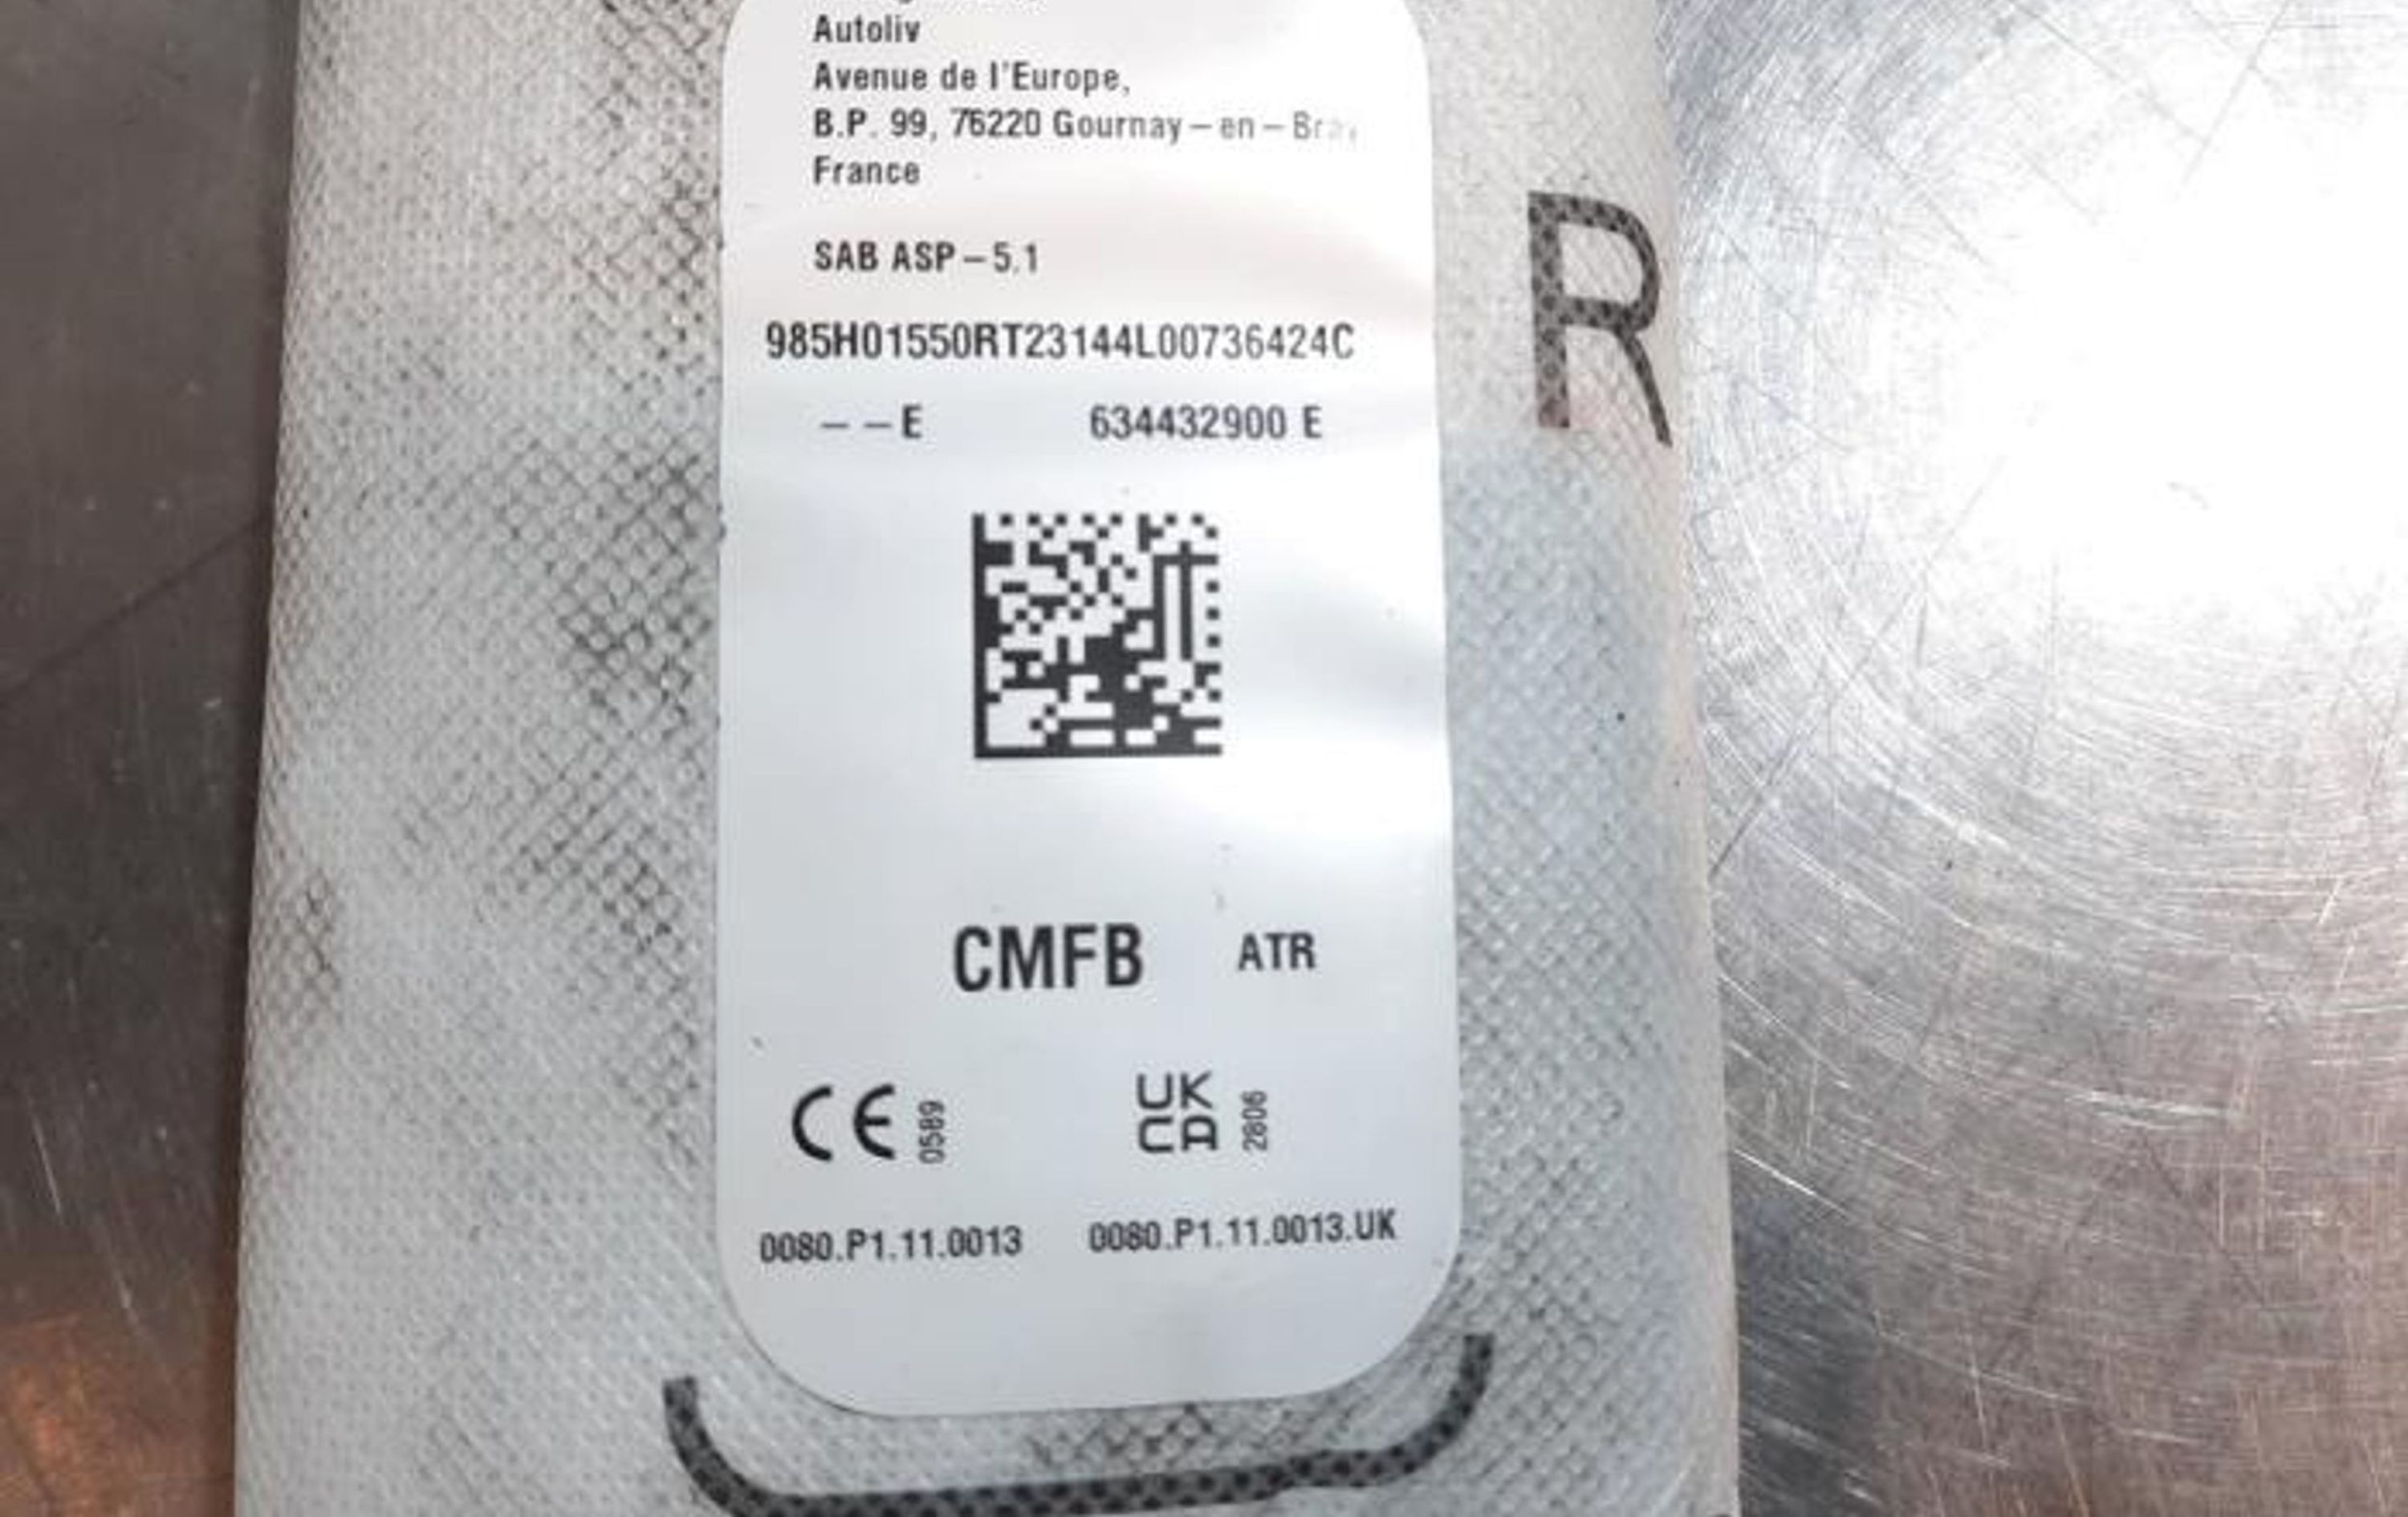 Autoliv
Avenue de l'Europe,
B.P. 99, 76220 Gournay – en –
France
SAB ASP – 5.1
R
985H01550RT23144L00736424C
– – E 634432900 E
CMFB ATR
CE 0589 UK CA 2806
0080.P1.11.0013 0080.P1.11.0013.UK